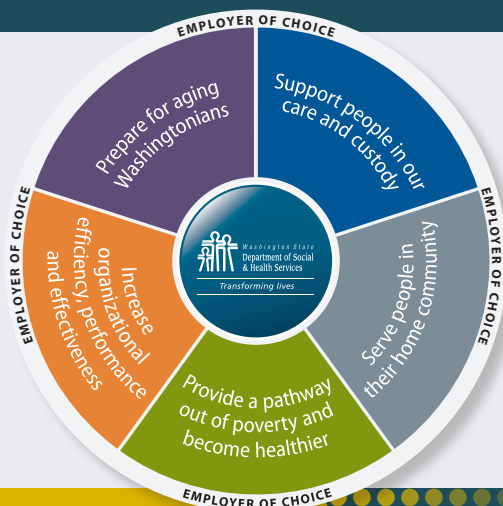 EMPLOYER OF CHOICE
Prepare for aging
Washingtonians
Support people in our
care and custody
EMPLOYER OF CHOICE
EMPLOYER OF CHOICE
Washington State
Department of Social
& Health Services
Transforming lives
Increase
organizational
efficiency, performance
and effectiveness
Serve people in
their home community
Provide a pathway
out of poverty and
become healthier
EMPLOYER OF CHOICE